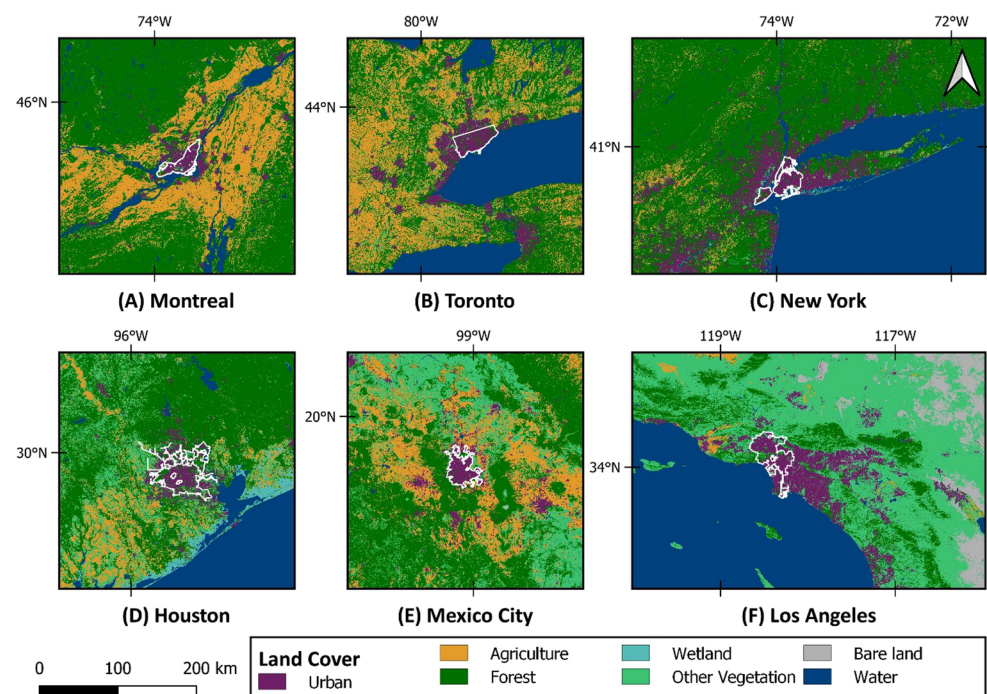 74°W 80°W 74°W 72°W
46°N 44°N 41°N
(A) Montreal (B) Toronto (C) New York
96°W 99°W 119°W 117°W
30°N 20°N 34°N
(D) Houston (E) Mexico City (F) Los Angeles
0 100 200 km
Land Cover
Urban
Agriculture
Forest
Wetland
Other Vegetation
Bare land
Water